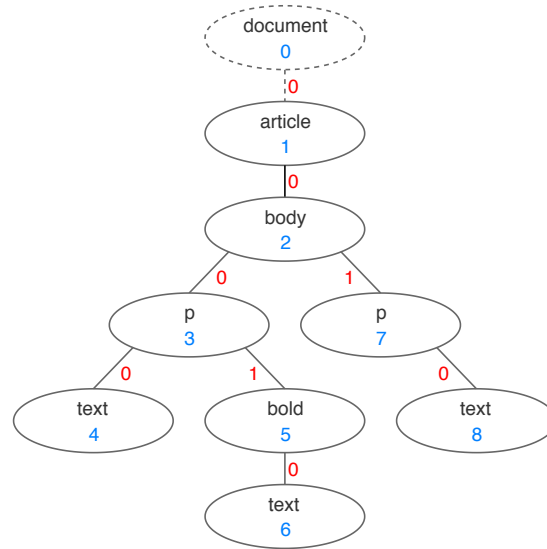 document
0
0
article
1
0
body
2
0 1
p p
3 7
0 1 0
text bold text
4 5 8
0
text
6